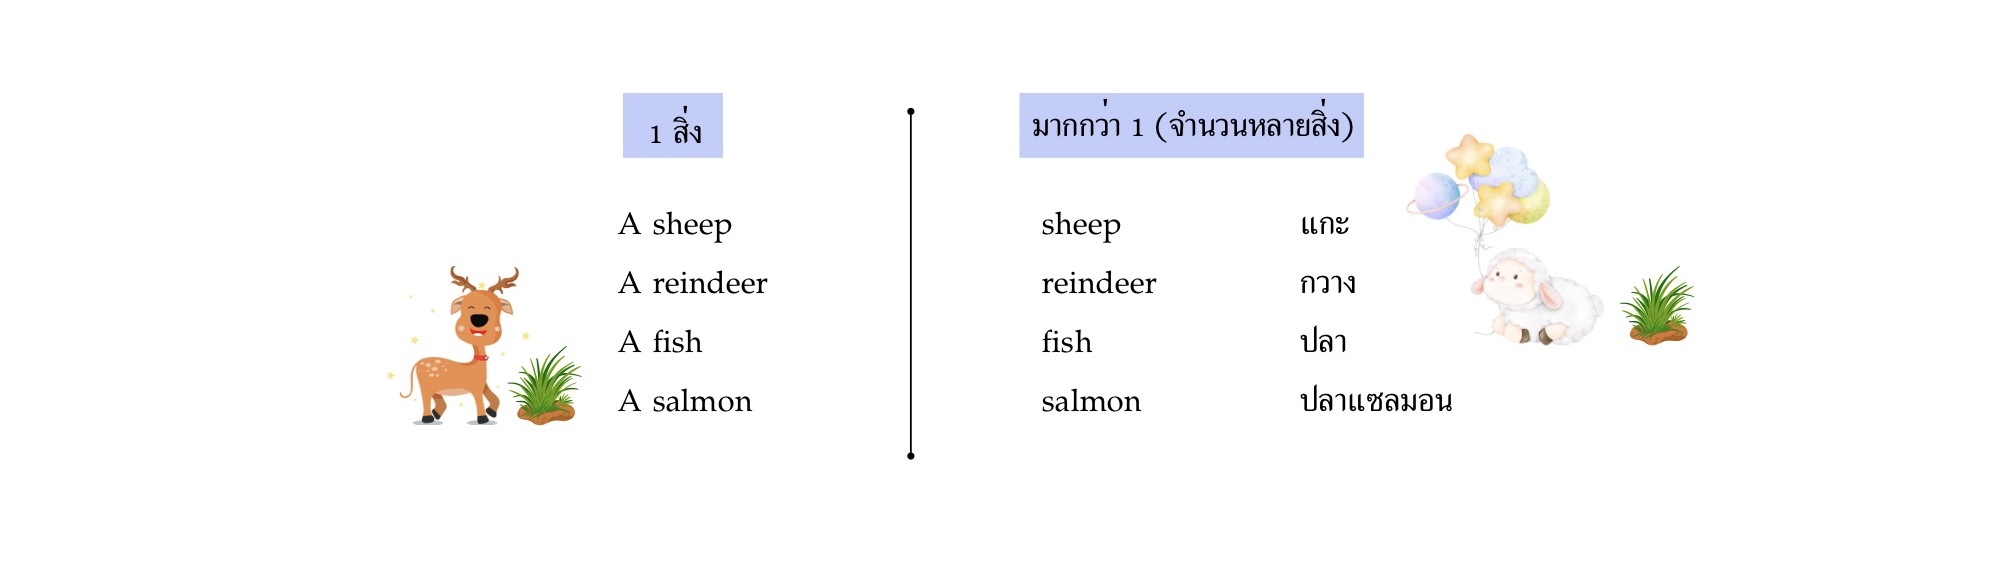 1 สิ่ง
A sheep
A reindeer
A fish
A salmon
มากกว่า 1 (จำนวนหลายสิ่ง)
sheep แกะ
reindeer กวาง
fish ปลา
salmon ปลาแซลมอน